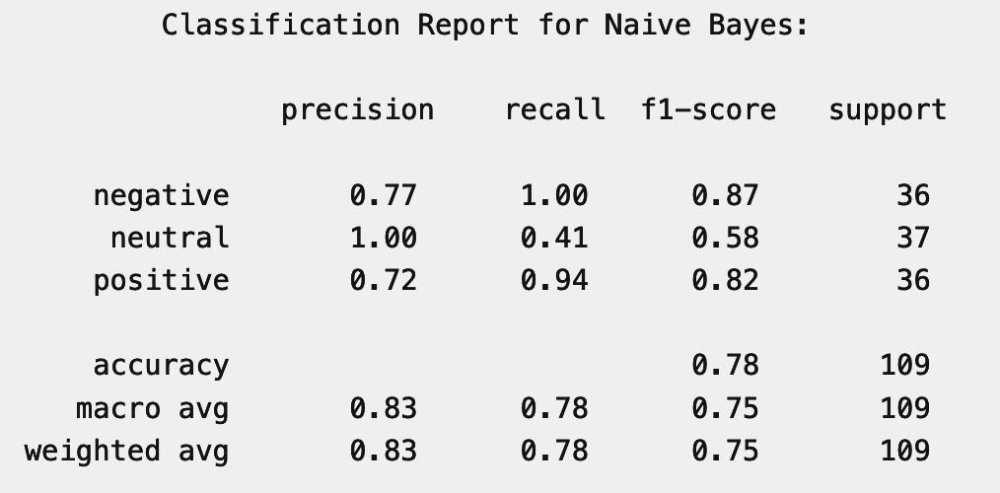 Classification Report for Naive Bayes:
precision recall f1-score support
negative 0.77 1.00 0.87 36
neutral 1.00 0.41 0.58 37
positive 0.72 0.94 0.82 36
accuracy 0.78 109
macro avg 0.83 0.78 0.75 109
weighted avg 0.83 0.78 0.75 109